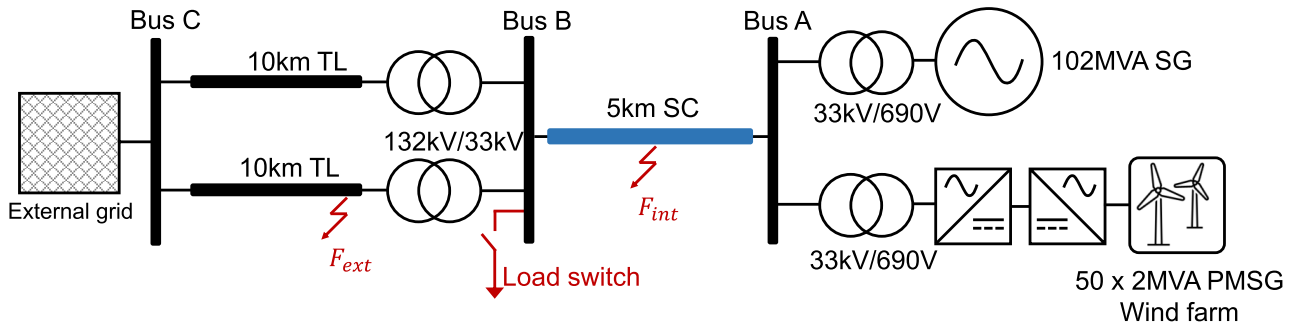 Bus C
Bus B
Bus A
10km TL
102MVA SG
5km SC
33kV/690V
132kV/33kV
10km TL
External grid
F_int
F_ext
Load switch
33kV/690V
50 x 2MVA PMSG
Wind farm